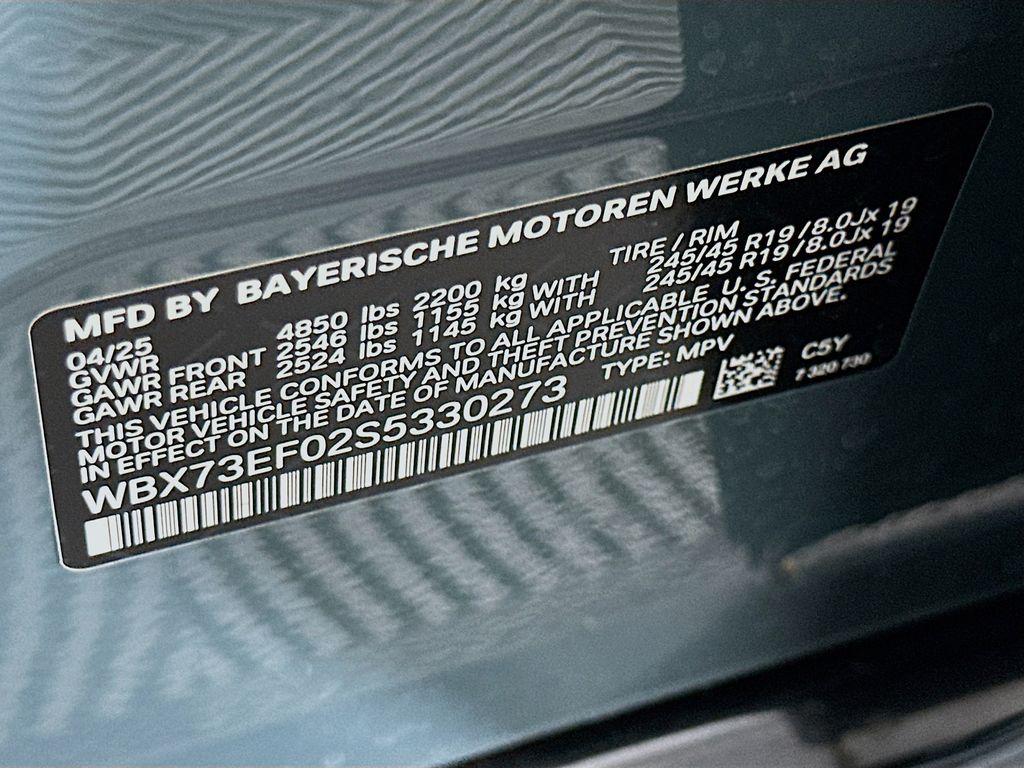 MFD BY BAYERISCHE MOTOREN WERKE AG
04/25 TIRE / RIM
GVWR 4850 lbs 2200 kg
GAWR FRONT 2546 lbs 1155 kg WITH 245/45 R19 / 8.0Jx 19
GAWR REAR 2524 lbs 1145 kg WITH 245/45 R19 / 8.0Jx 19
THIS VEHICLE CONFORMS TO ALL APPLICABLE U. S. FEDERAL
MOTOR VEHICLE SAFETY AND THEFT PREVENTION STANDARDS
IN EFFECT ON THE DATE OF MANUFACTURE SHOWN ABOVE.
WBX73EF02S5330273 TYPE: MPV
C5Y
7 320 730